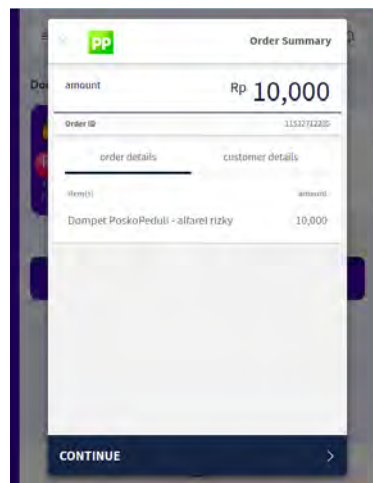 PP
Order Summary
amount
Rp 10,000
Order ID
order details
customer details
item(s)
amount
Dompet PoskoPeduli - alfarel rizky
10,000
CONTINUE